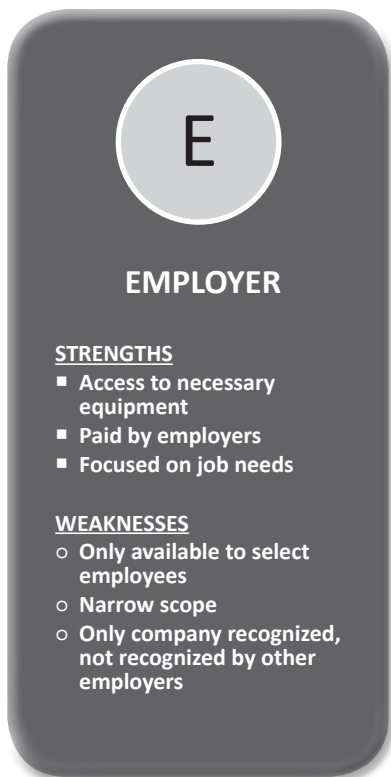 E
EMPLOYER
STRENGTHS
▪ Access to necessary
equipment
▪ Paid by employers
▪ Focused on job needs
WEAKNESSES
○ Only available to select
employees
○ Narrow scope
○ Only company recognized,
not recognized by other
employers